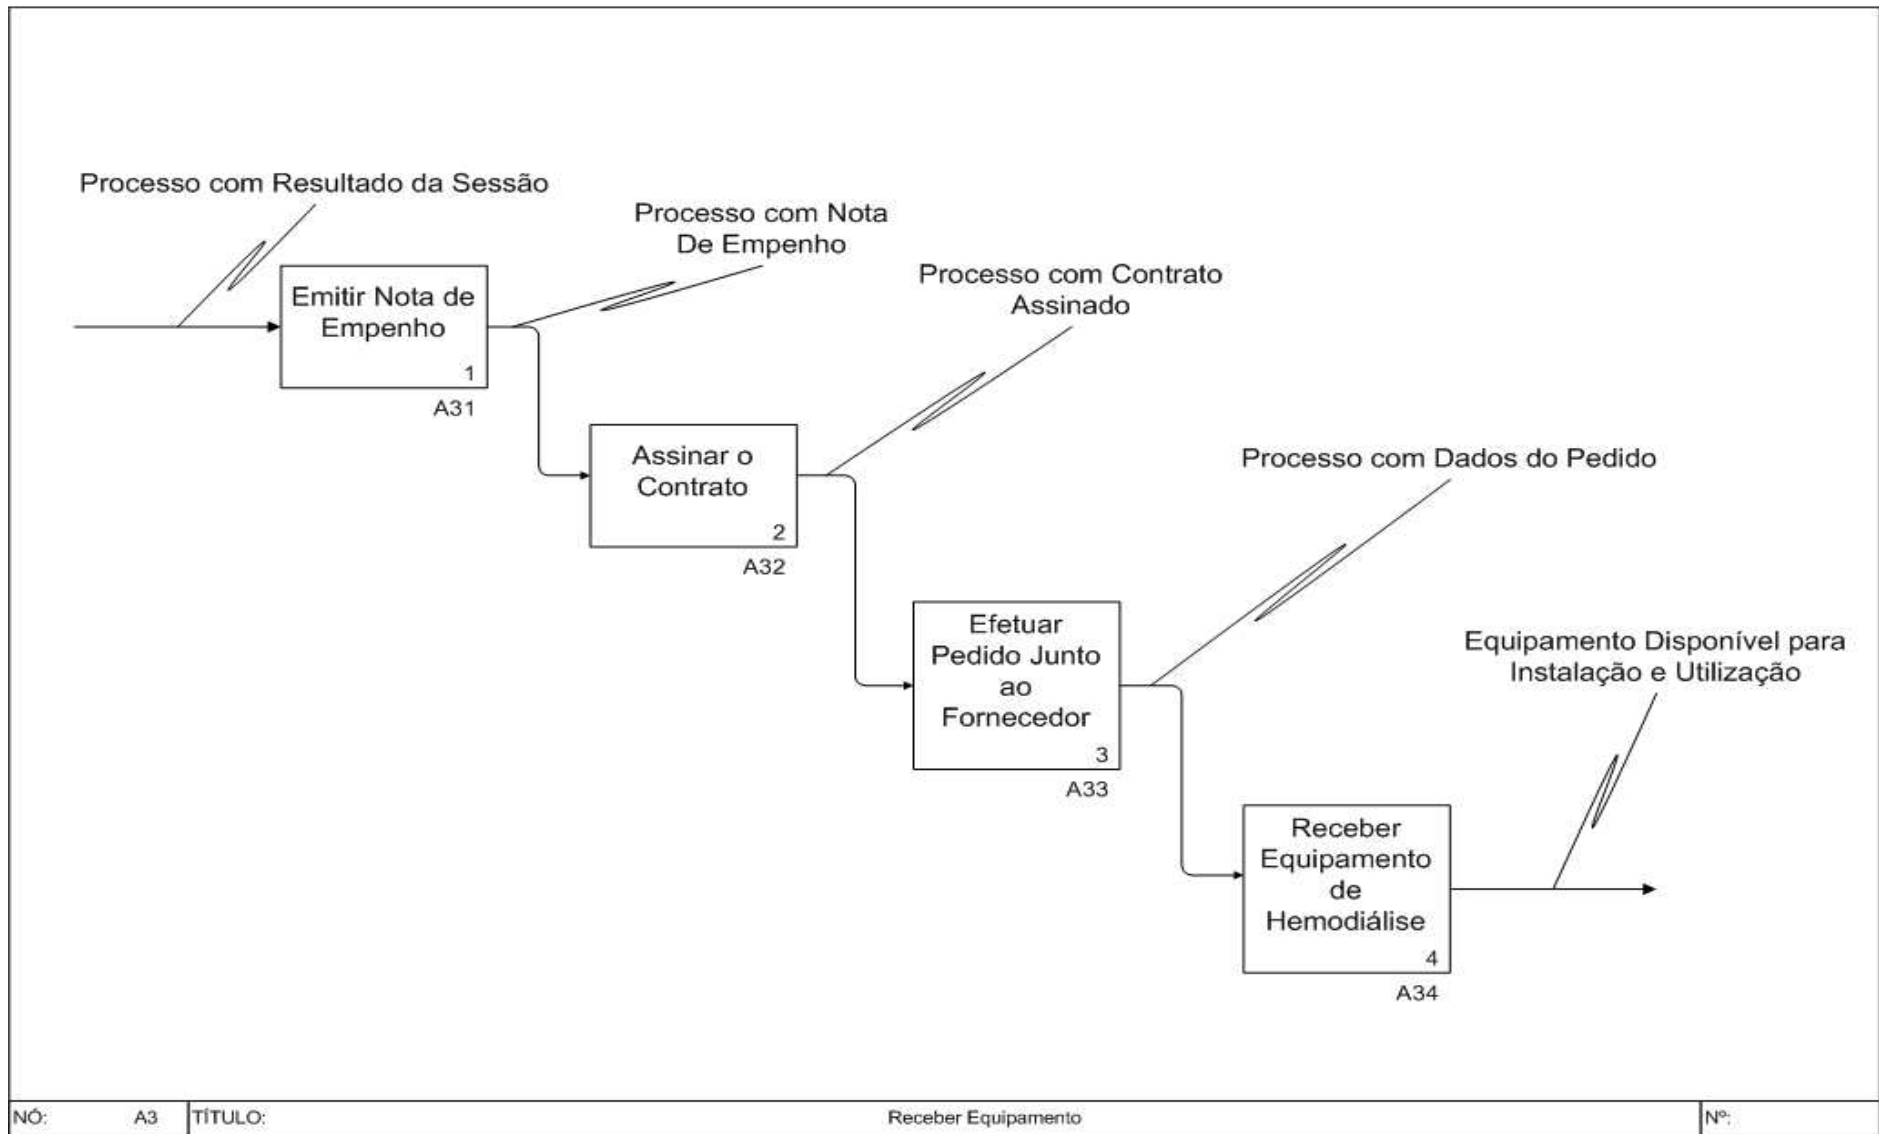 Processo com Resultado da Sessão
Processo com Nota
De Empenho
Emitir Nota de
Empenho
1
A31
Processo com Contrato
Assinado
Assinar o
Contrato
2
A32
Processo com Dados do Pedido
Efetuar
Pedido Junto
ao
Fornecedor
3
A33
Equipamento Disponível para
Instalação e Utilização
Receber
Equipamento
de
Hemodiálise
4
A34
NÓ: A3 TÍTULO: Receber Equipamento Nº: